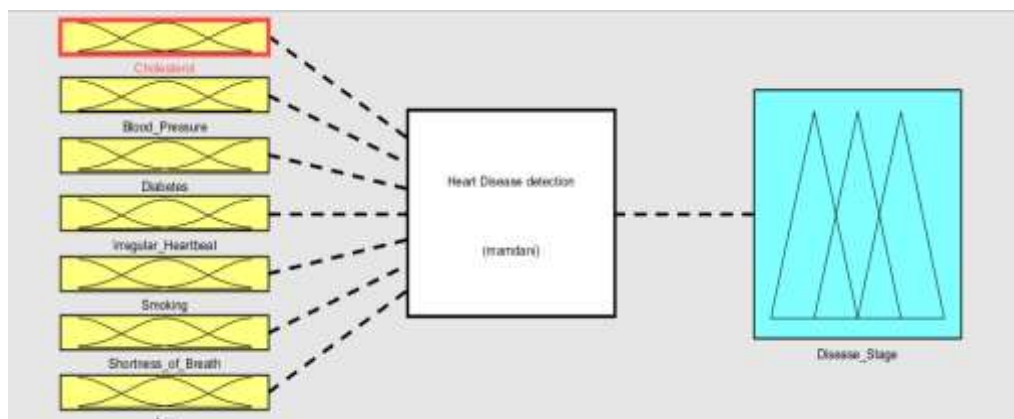 Cholesterol
Blood_Pressure
Diabetes
Irregular_Heartbeat
Smoking
Shortness_of_Breath
Heart Disease detection
(mamdani)
Disease_Stage